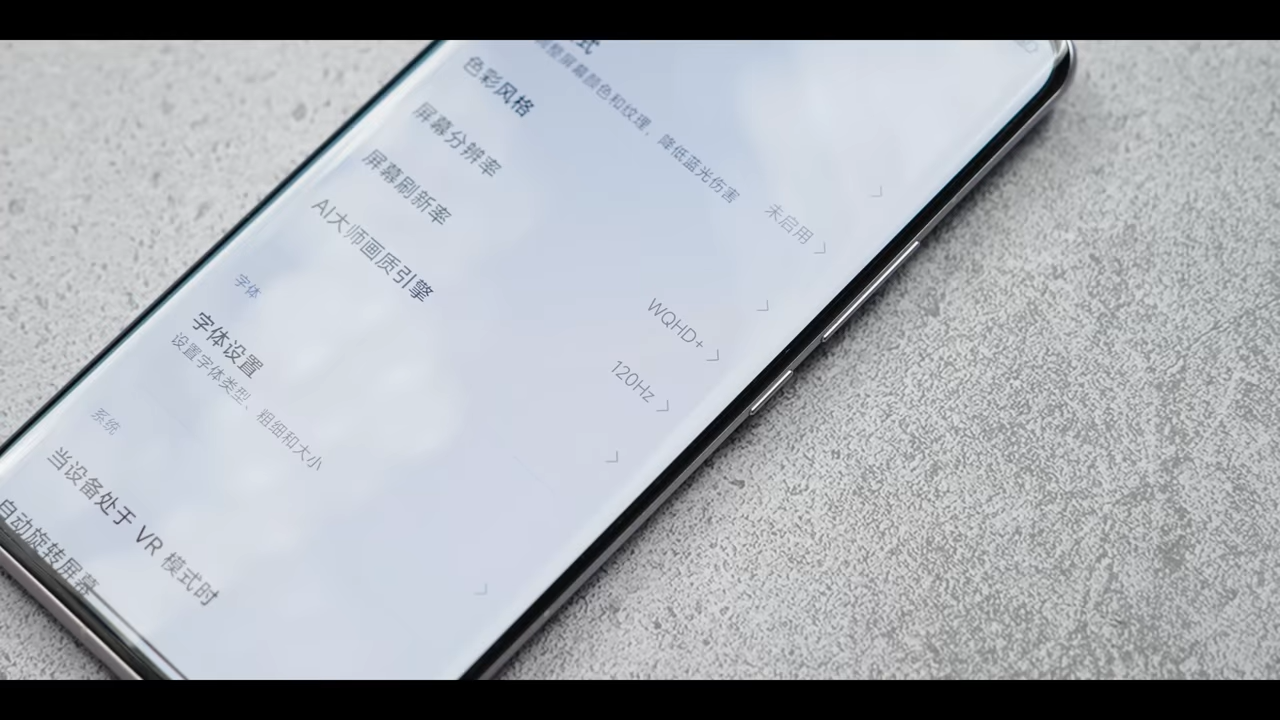 式
调整屏幕颜色和纹理，降低蓝光伤害
未启用
色彩风格
屏幕分辨率
WQHD+
屏幕刷新率
120Hz
AI大师画质引擎
字体
字体设置
设置字体类型、粗细和大小
系统
当设备处于 VR 模式时
自动旋转屏幕